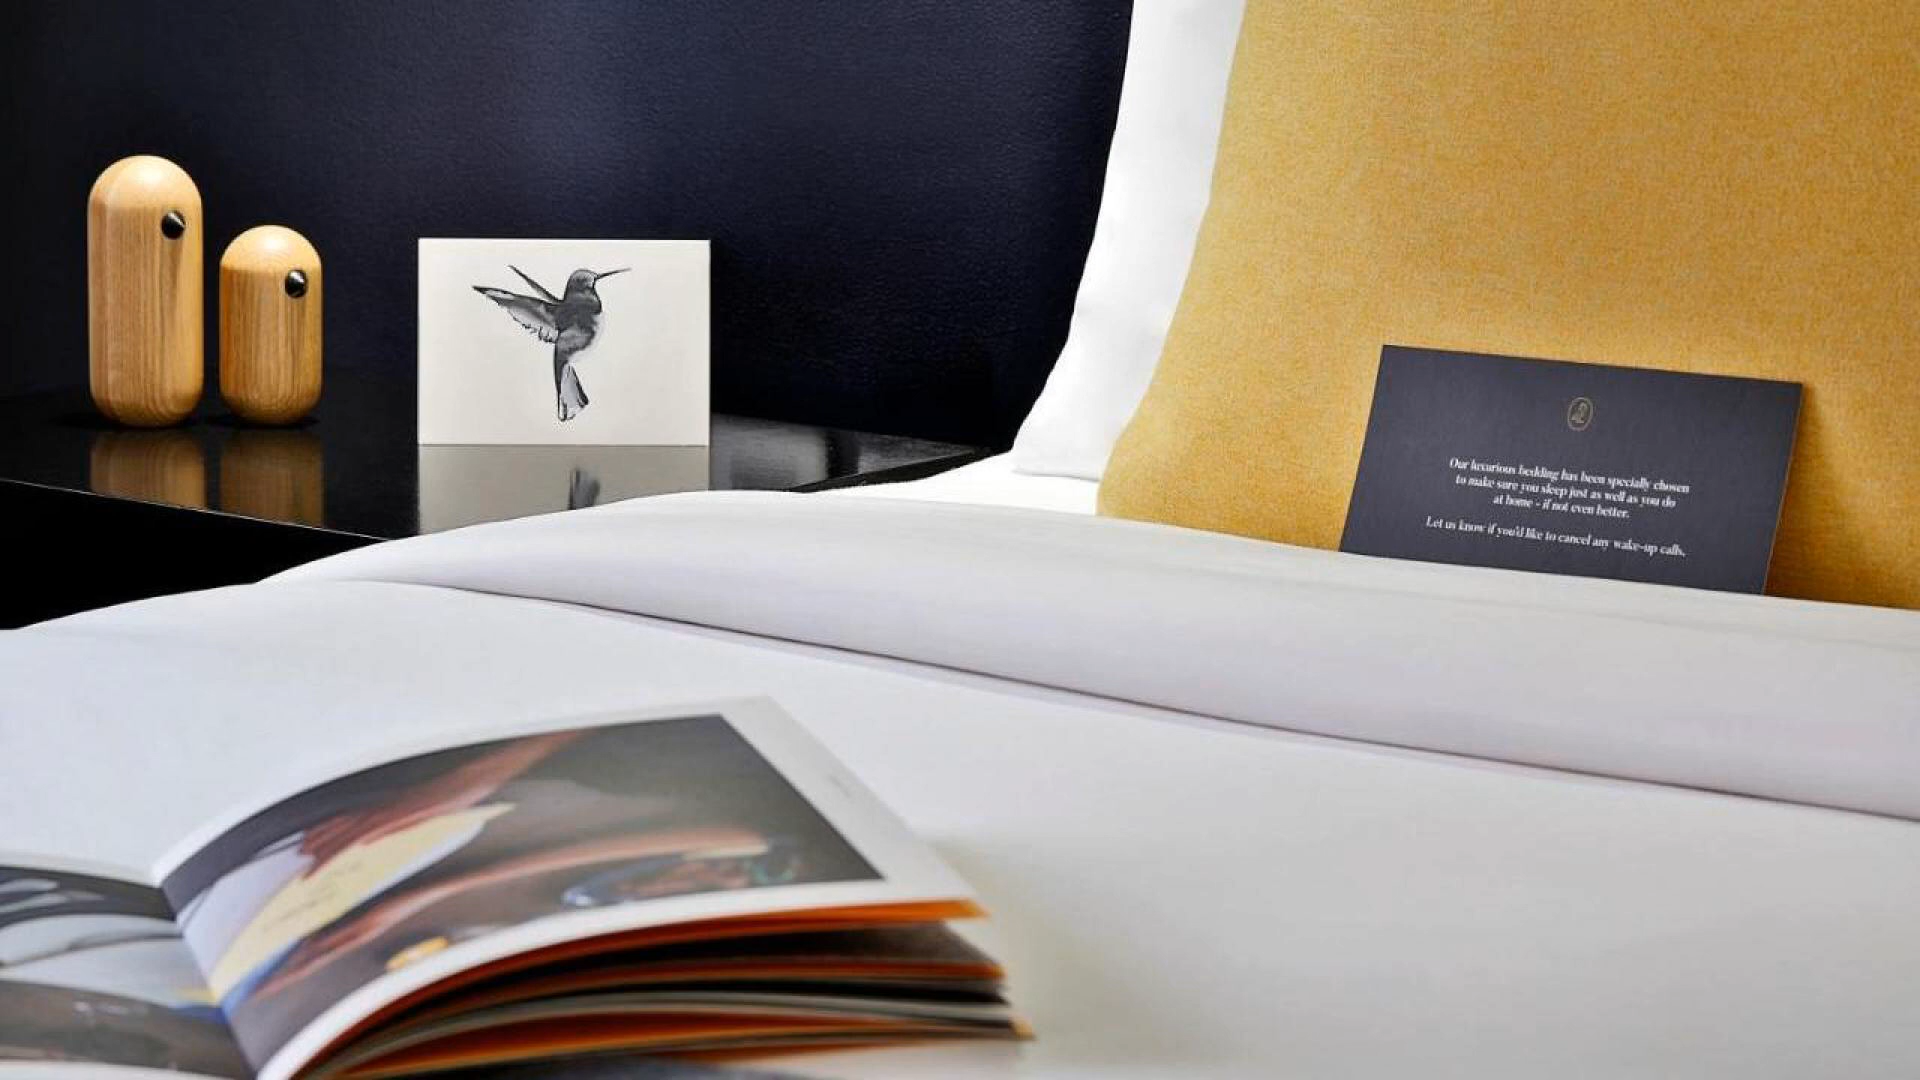 Our luxurious bedding has been specially chosen
to make sure you sleep just as well as you do
at home - if not even better.
Let us know if you'd like to cancel any wake-up calls.